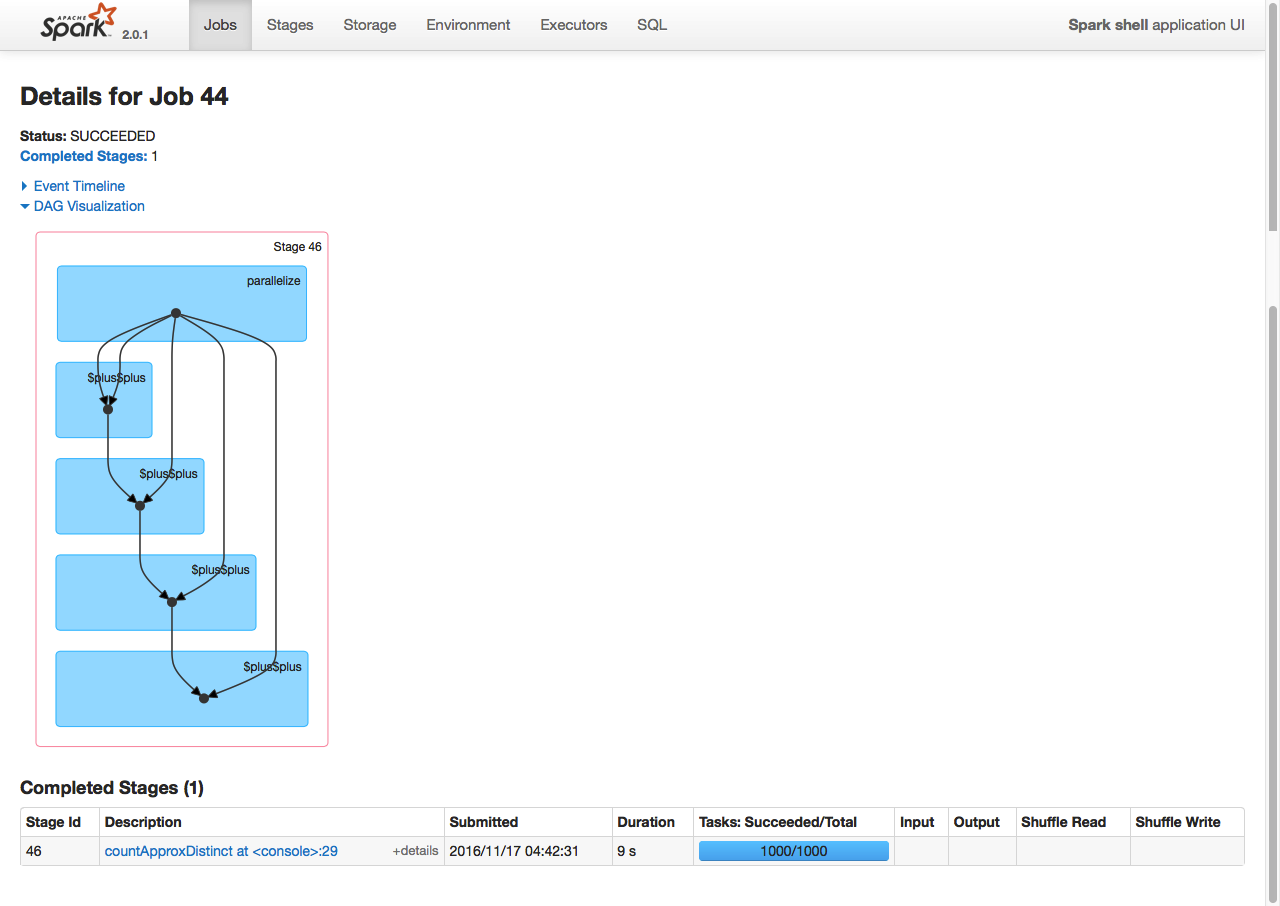 APACHE
Spark 2.0.1 Jobs Stages Storage Environment Executors SQL Spark shell application UI
Details for Job 44
Status: SUCCEEDED
Completed Stages: 1
Event Timeline
DAG Visualization
Stage 46
parallelize
$plus$plus
$plus$plus
$plus$plus
$plus$plus
Completed Stages (1)
Stage Id Description Submitted Duration Tasks: Succeeded/Total Input Output Shuffle Read Shuffle Write
46 countApproxDistinct at <console>:29 +details 2016/11/17 04:42:31 9 s 1000/1000